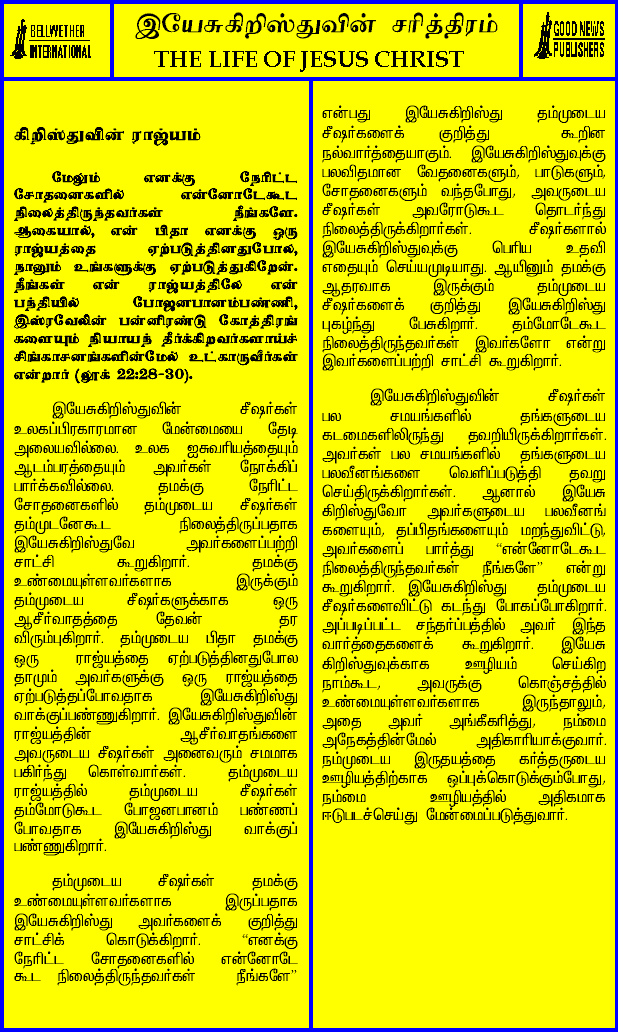 BELLWETHER
INTERNATIONAL
இயேசுகிறிஸ்துவின் சரித்திரம்
THE LIFE OF JESUS CHRIST
GOOD NEWS
PUBLISHERS
கிறிஸ்துவின் ராஜ்யம்
மேலும் எனக்கு நேரிட்ட
சோதனைகளில் என்னோடேகூட
நிலைத்திருந்தவர்கள் நீங்களே.
ஆகையால், என் பிதா எனக்கு ஒரு
ராஜ்யத்தை ஏற்படுத்தினதுபோல,
நானும் உங்களுக்கு ஏற்படுத்துகிறேன்.
நீங்கள் என் ராஜ்யத்திலே என்
பந்தியில் போஜனபானம்பண்ணி,
இஸ்ரவேலின் பன்னிரண்டு கோத்திரங்
களையும் நியாயந் தீர்க்கிறவர்களாய்ச்
சிங்காசனங்களின்மேல் உட்காருவீர்கள்
என்றார் (லூக் 22:28-30).
இயேசுகிறிஸ்துவின் சீஷர்கள்
உலகப்பிரகாரமான மேன்மையை தேடி
அலையவில்லை. உலக ஐசுவரியத்தையும்
ஆடம்பரத்தையும் அவர்கள் நோக்கிப்
பார்க்கவில்லை. தமக்கு நேரிட்ட
சோதனைகளில் தம்முடைய சீஷர்கள்
தம்முடனேகூட நிலைத்திருப்பதாக
இயேசுகிறிஸ்துவே அவர்களைப்பற்றி
சாட்சி கூறுகிறார். தமக்கு
உண்மையுள்ளவர்களாக இருக்கும்
தம்முடைய சீஷர்களுக்காக ஒரு
ஆசீர்வாதத்தை தேவன் தர
விரும்புகிறார். தம்முடைய பிதா தமக்கு
ஒரு ராஜ்யத்தை ஏற்படுத்தினதுபோல
தாமும் அவர்களுக்கு ஒரு ராஜ்யத்தை
ஏற்படுத்தப்போவதாக இயேசுகிறிஸ்து
வாக்குப்பண்ணுகிறார். இயேசுகிறிஸ்துவின்
ராஜ்யத்தின் ஆசீர்வாதங்களை
அவருடைய சீஷர்கள் அனைவரும் சமமாக
பகிர்ந்து கொள்வார்கள். தம்முடைய
ராஜ்யத்தில் தம்முடைய சீஷர்கள்
தம்மோடுகூட போஜனபானம் பண்ணப்
போவதாக இயேசுகிறிஸ்து வாக்குப்
பண்ணுகிறார்.
தம்முடைய சீஷர்கள் தமக்கு
உண்மையுள்ளவர்களாக இருப்பதாக
இயேசுகிறிஸ்து அவர்களைக் குறித்து
சாட்சிக் கொடுக்கிறார். “எனக்கு
நேரிட்ட சோதனைகளில் என்னோடே
கூட நிலைத்திருந்தவர்கள் நீங்களே”
என்பது இயேசுகிறிஸ்து தம்முடைய
சீஷர்களைக் குறித்து கூறின
நல்வார்த்தையாகும். இயேசுகிறிஸ்துவுக்கு
பலவிதமான வேதனைகளும், பாடுகளும்,
சோதனைகளும் வந்தபோது, அவருடைய
சீஷர்கள் அவரோடுகூட தொடர்ந்து
நிலைத்திருக்கிறார்கள். சீஷர்களால்
இயேசுகிறிஸ்துவுக்கு பெரிய உதவி
எதையும் செய்யமுடியாது. ஆயினும் தமக்கு
ஆதரவாக இருக்கும் தம்முடைய
சீஷர்களைக் குறித்து இயேசுகிறிஸ்து
புகழ்ந்து பேசுகிறார். தம்மோடேகூட
நிலைத்திருந்தவர்கள் இவர்களோ என்று
இவர்களைப்பற்றி சாட்சி கூறுகிறார்.
இயேசுகிறிஸ்துவின் சீஷர்கள்
பல சமயங்களில் தங்களுடைய
கடமைகளிலிருந்து தவறியிருக்கிறார்கள்.
அவர்கள் பல சமயங்களில் தங்களுடைய
பலவீனங்களை வெளிப்படுத்தி தவறு
செய்திருக்கிறார்கள். ஆனால் இயேசு
கிறிஸ்துவோ அவர்களுடைய பலவீனங்
களையும், தப்பிதங்களையும் மறந்துவிட்டு,
அவர்களைப் பார்த்து “என்னோடேகூட
நிலைத்திருந்தவர்கள் நீங்களே” என்று
கூறுகிறார். இயேசுகிறிஸ்து தம்முடைய
சீஷர்களைவிட்டு கடந்து போகப்போகிறார்.
அப்படிப்பட்ட சந்தர்ப்பத்தில் அவர் இந்த
வார்த்தைகளைக் கூறுகிறார். இயேசு
கிறிஸ்துவுக்காக ஊழியம் செய்கிற
நாம்கூட, அவருக்கு கொஞ்சத்தில்
உண்மையுள்ளவர்களாக இருந்தாலும்,
அதை அவர் அங்கீகரித்து, நம்மை
அநேகத்தின்மேல் அதிகாரியாக்குவார்.
நம்முடைய இருதயத்தை கர்த்தருடைய
ஊழியத்திற்காக ஒப்புக்கொடுக்கும்போது,
நம்மை ஊழியத்தில் அதிகமாக
ஈடுபடச்செய்து மேன்மைப்படுத்துவார்.